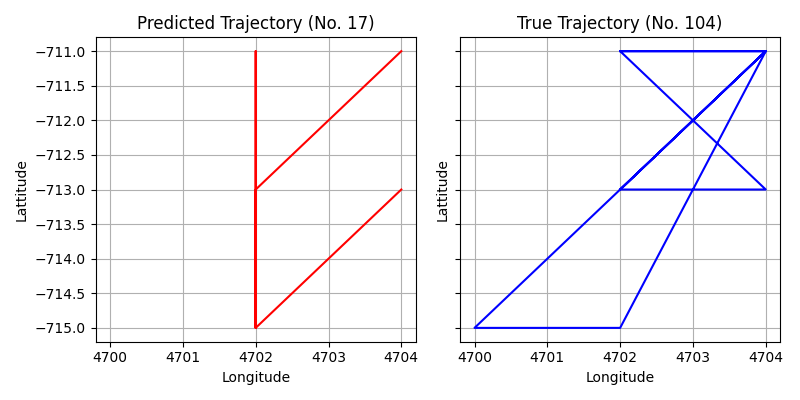 Predicted Trajectory (No. 17)
True Trajectory (No. 104)
Lattitude
−711.0
−711.5
−712.0
−712.5
−713.0
−713.5
−714.0
−714.5
−715.0
4700 4701 4702 4703 4704
Longitude
Lattitude
4700 4701 4702 4703 4704
Longitude